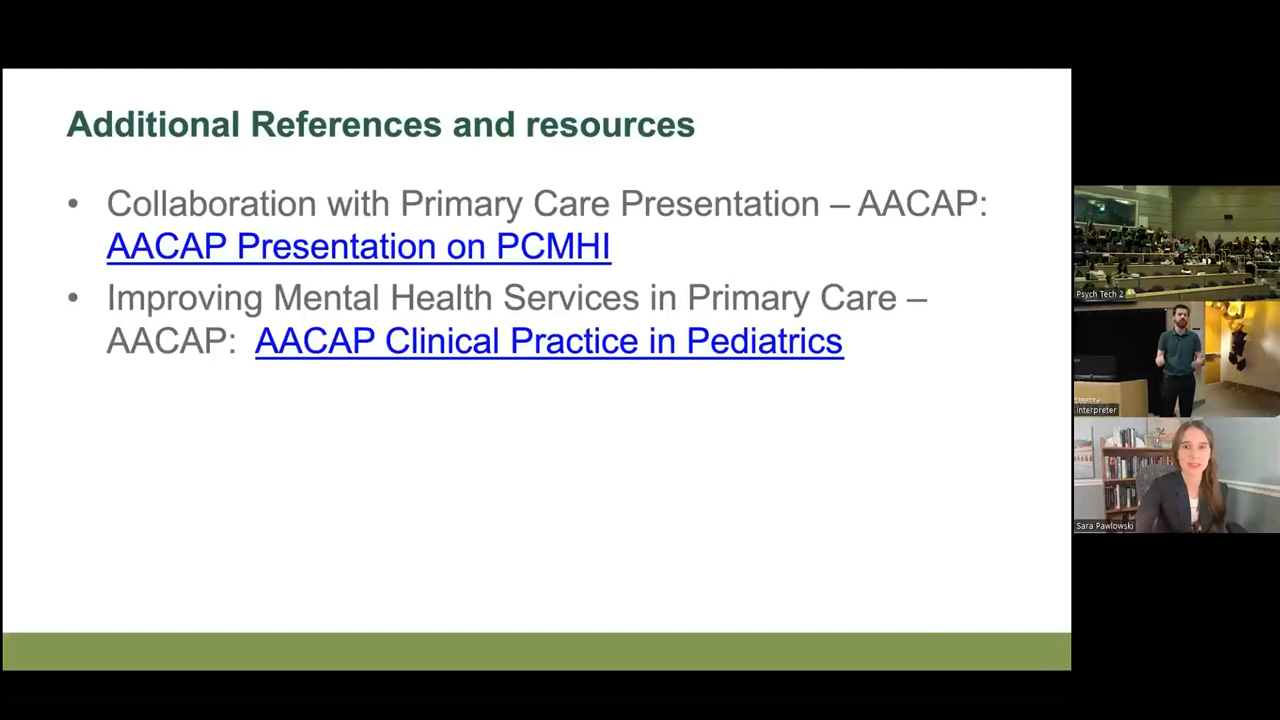 Additional References and resources
• Collaboration with Primary Care Presentation – AACAP:
AACAP Presentation on PCMHI
• Improving Mental Health Services in Primary Care –
AACAP: AACAP Clinical Practice in Pediatrics
Psych Tech 2
Interpreter
Sara Pawlowski